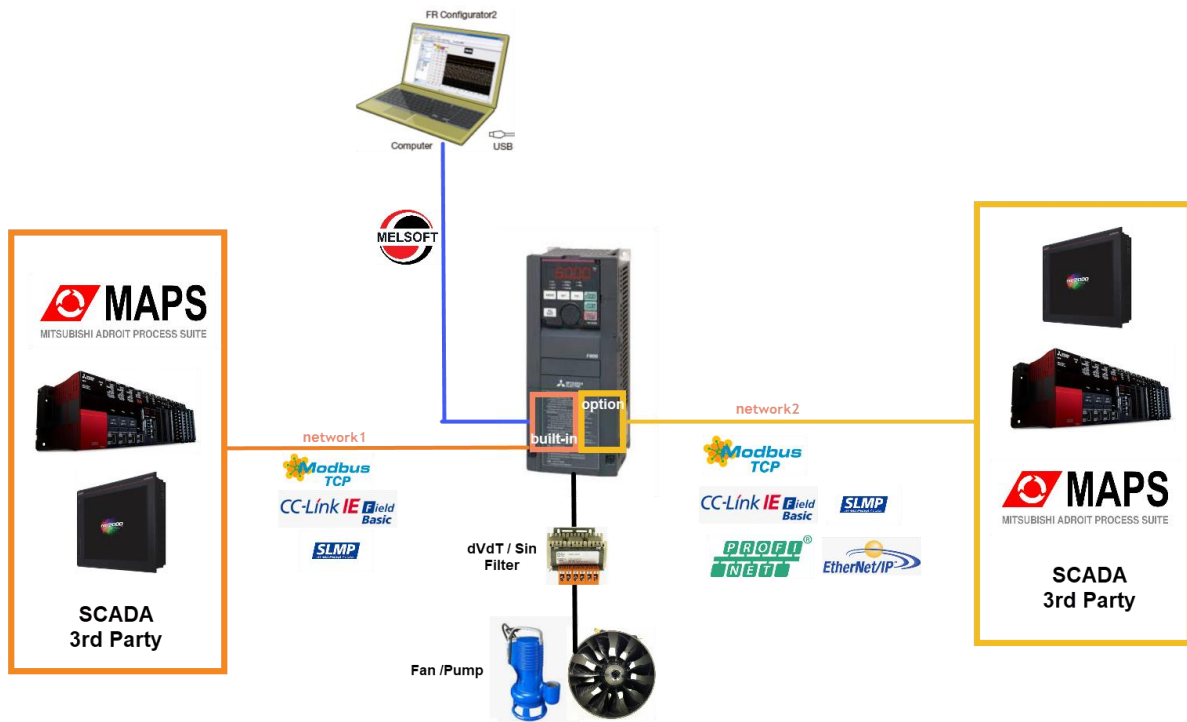 FR Configurator2
Computer
USB
MELSOFT
MAPS
MITSUBISHI ADROIT PROCESS SUITE
SCADA
3rd Party
network1
Modbus
TCP
CC-Link IE Field
Basic
SLMP
built-in
option
dVdT / Sin
Filter
Fan /Pump
network2
Modbus
TCP
CC-Link IE Field
Basic
SLMP
PROFI
NET
®
EtherNet/IP
MAPS
MITSUBISHI ADROIT PROCESS SUITE
SCADA
3rd Party